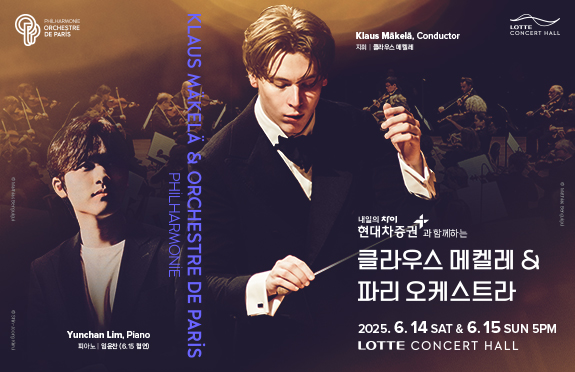 PHILHARMONIE
ORCHESTRE
DE PARIS
KLAUS MÄKELÄ & ORCHESTRE DE PARIS
PHILHARMONIE
Klaus Mäkelä, Conductor
지휘 | 클라우스 메켈레
LOTTE
CONCERT HALL
Yunchan Lim, Piano
피아노 | 임윤찬 (6.15 협연)
내일의 차이
현대차증권과 함께하는
클라우스 메켈레 &
파리 오케스트라
2025. 6.14 SAT & 6.15 SUN 5PM
LOTTE CONCERT HALL